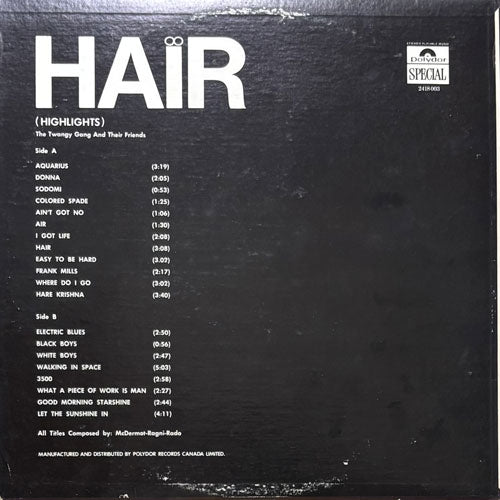 HAÏR
(HIGHLIGHTS)
The Twangy Gang And Their Friends
Polydor
SPECIAL
2418-003
Side A
AQUARIUS (3:19)
DONNA (2:05)
SODOMI (0:53)
COLORED SPADE (1:25)
AIN'T GOT NO (1:06)
AIR (1:30)
I GOT LIFE (2:08)
HAIR (3:08)
EASY TO BE HARD (3.02)
FRANK MILLS (2:17)
WHERE DO I GO (3:02)
HARE KRISHNA (3:40)
Side B
ELECTRIC BLUES (2:50)
BLACK BOYS (0:56)
WHITE BOYS (2:47)
WALKING IN SPACE (5:03)
3500 (2:58)
WHAT A PIECE OF WORK IS MAN (2:27)
GOOD MORNING STARSHINE (2:44)
LET THE SUNSHINE IN (4:11)
All Titles Composed by: McDermot-Ragni-Rado
MANUFACTURED AND DISTRIBUTED BY POLYDOR RECORDS CANADA LIMITED.